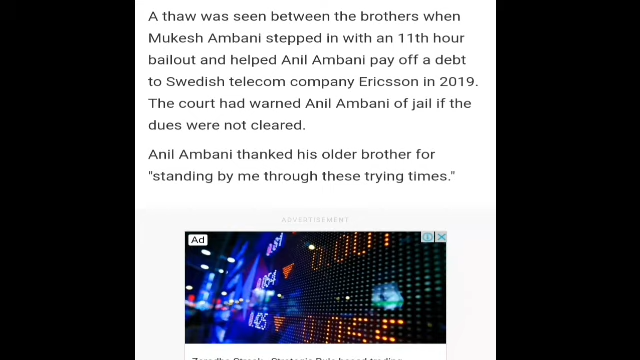 A thaw was seen between the brothers when
Mukesh Ambani stepped in with an 11th hour
bailout and helped Anil Ambani pay off a debt
to Swedish telecom company Ericsson in 2019.
The court had warned Anil Ambani of jail if the
dues were not cleared.
Anil Ambani thanked his older brother for
"standing by me through these trying times."
ADVERTISEMENT
Ad